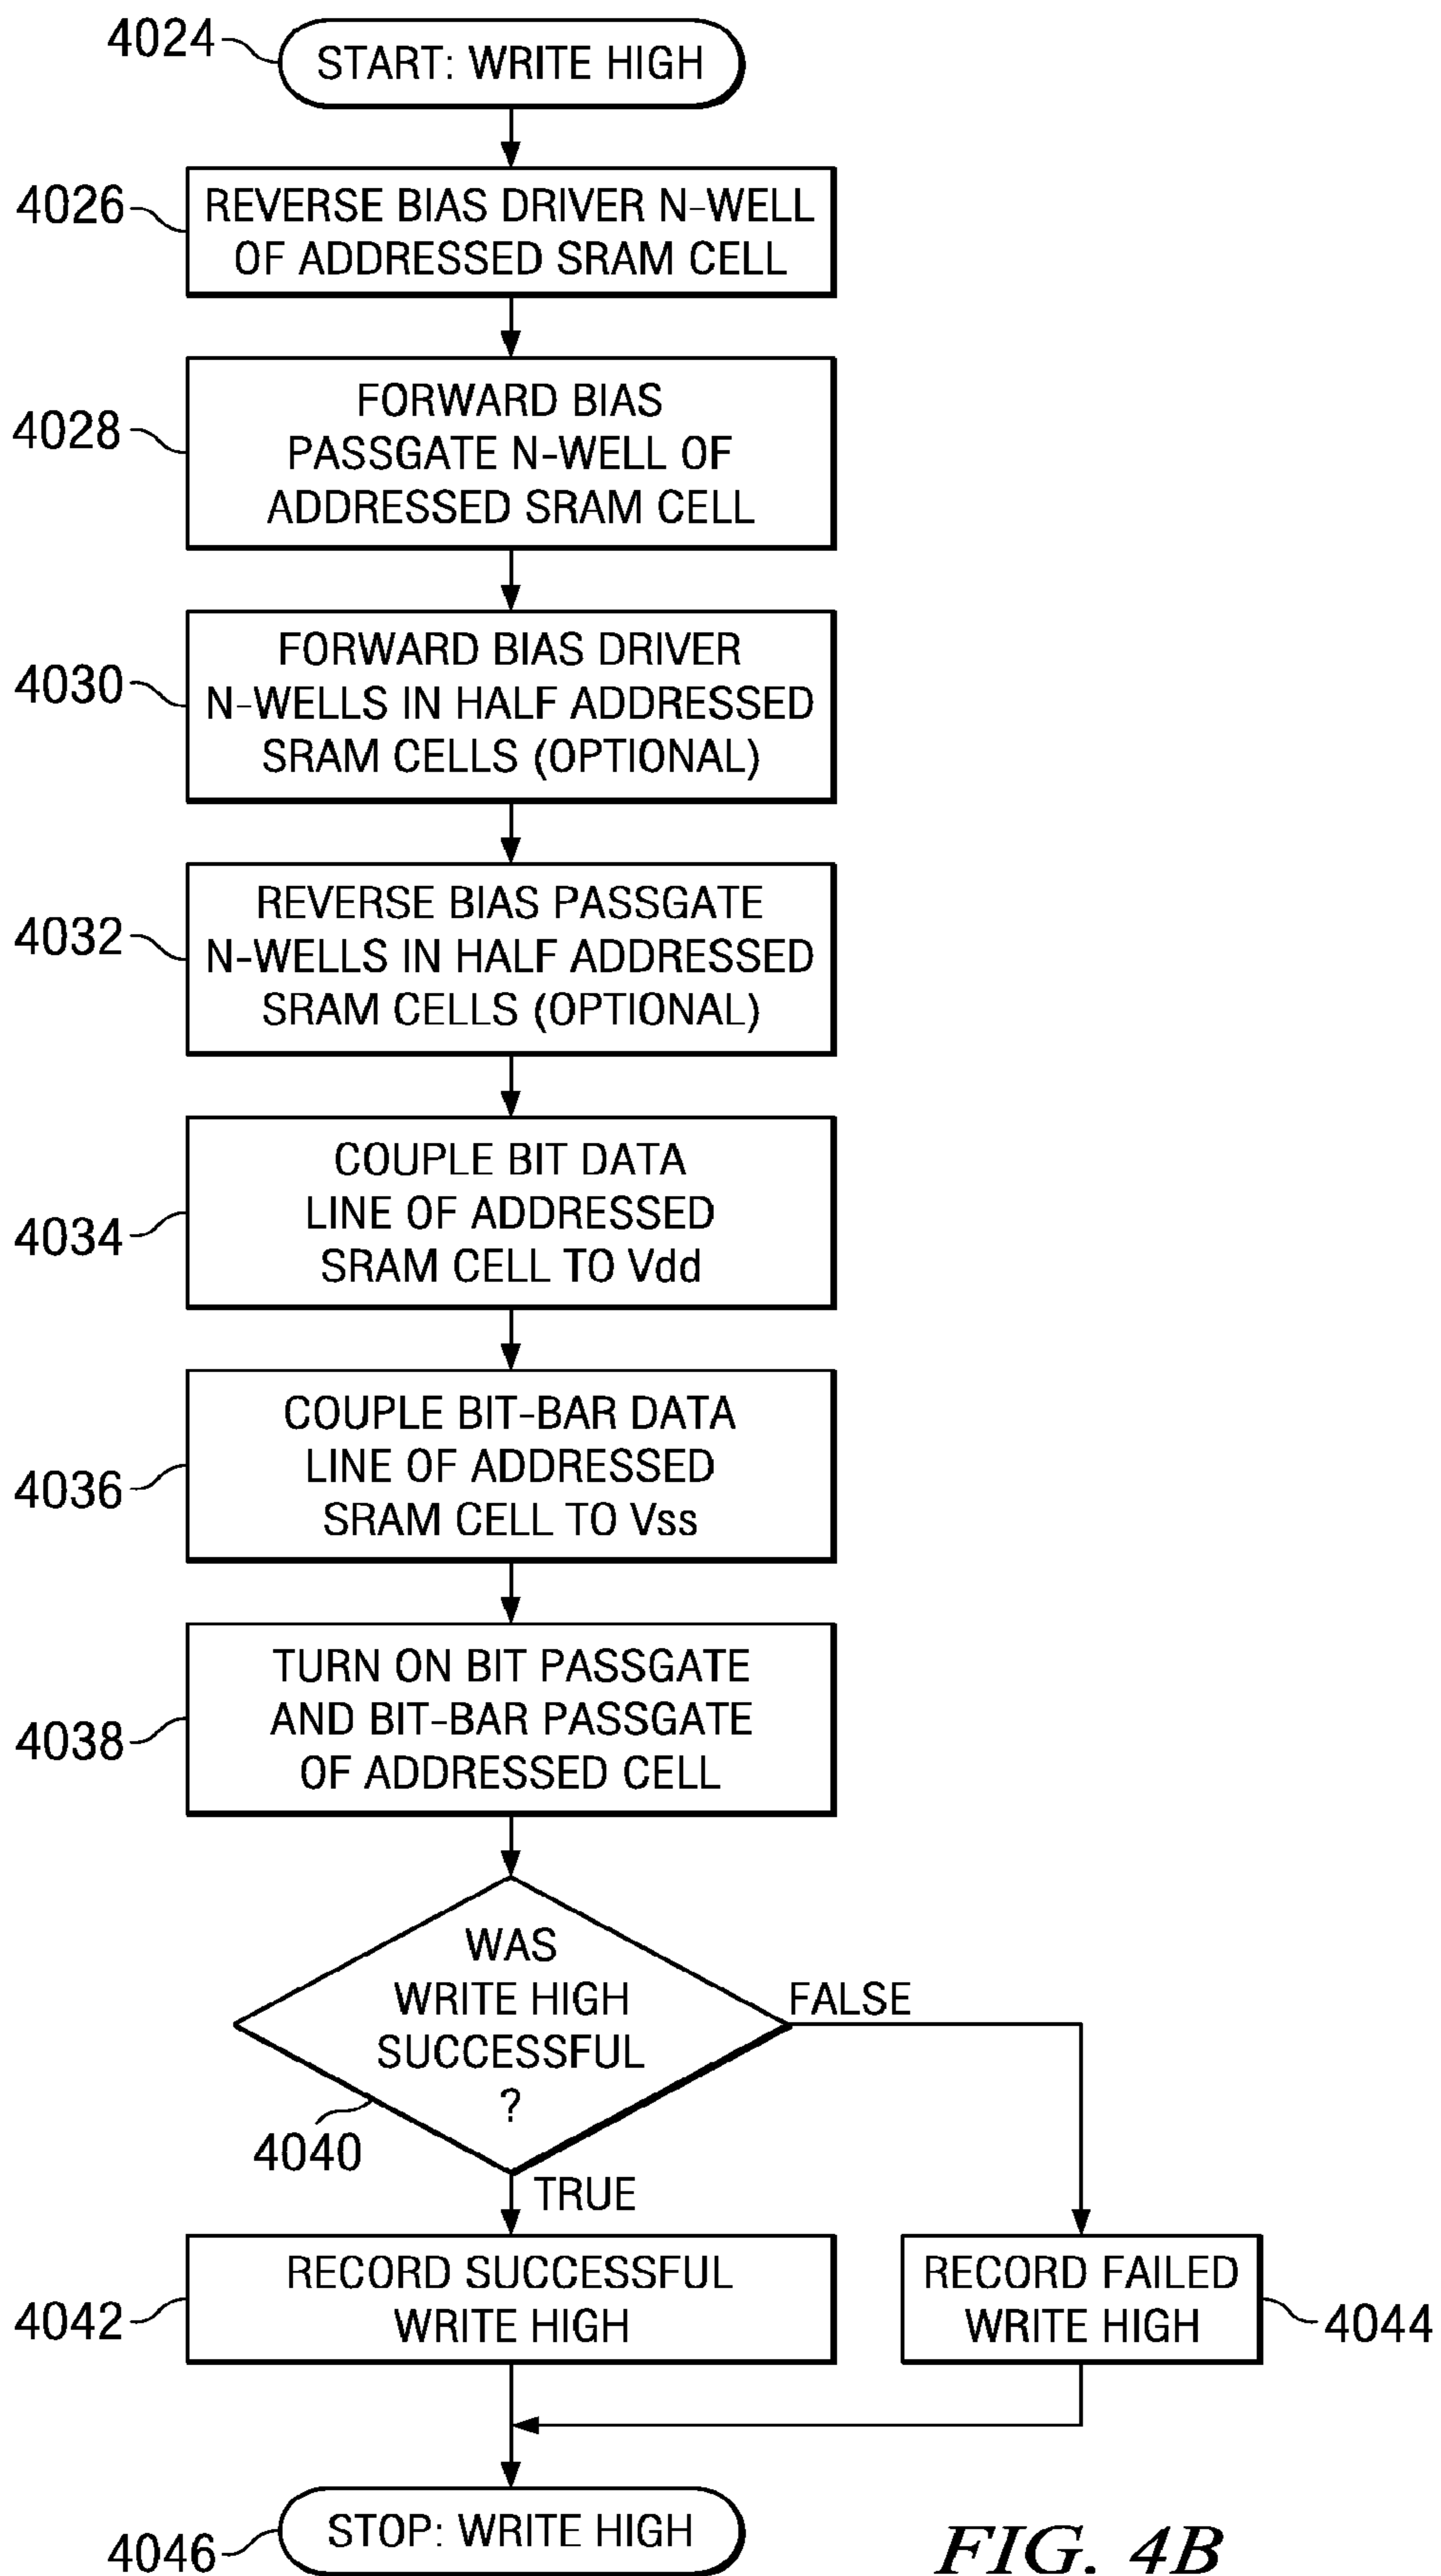 4024
START: WRITE HIGH
4026
REVERSE BIAS DRIVER N-WELL
OF ADDRESSED SRAM CELL
4028
FORWARD BIAS
PASSGATE N-WELL OF
ADDRESSED SRAM CELL
4030
FORWARD BIAS DRIVER
N-WELLS IN HALF ADDRESSED
SRAM CELLS (OPTIONAL)
4032
REVERSE BIAS PASSGATE
N-WELLS IN HALF ADDRESSED
SRAM CELLS (OPTIONAL)
4034
COUPLE BIT DATA
LINE OF ADDRESSED
SRAM CELL TO Vdd
4036
COUPLE BIT-BAR DATA
LINE OF ADDRESSED
SRAM CELL TO Vss
4038
TURN ON BIT PASSGATE
AND BIT-BAR PASSGATE
OF ADDRESSED CELL
WAS
WRITE HIGH
SUCCESSFUL
?
FALSE
4040
TRUE
4042
RECORD SUCCESSFUL
WRITE HIGH
RECORD FAILED
WRITE HIGH
4044
4046
STOP: WRITE HIGH
FIG. 4B